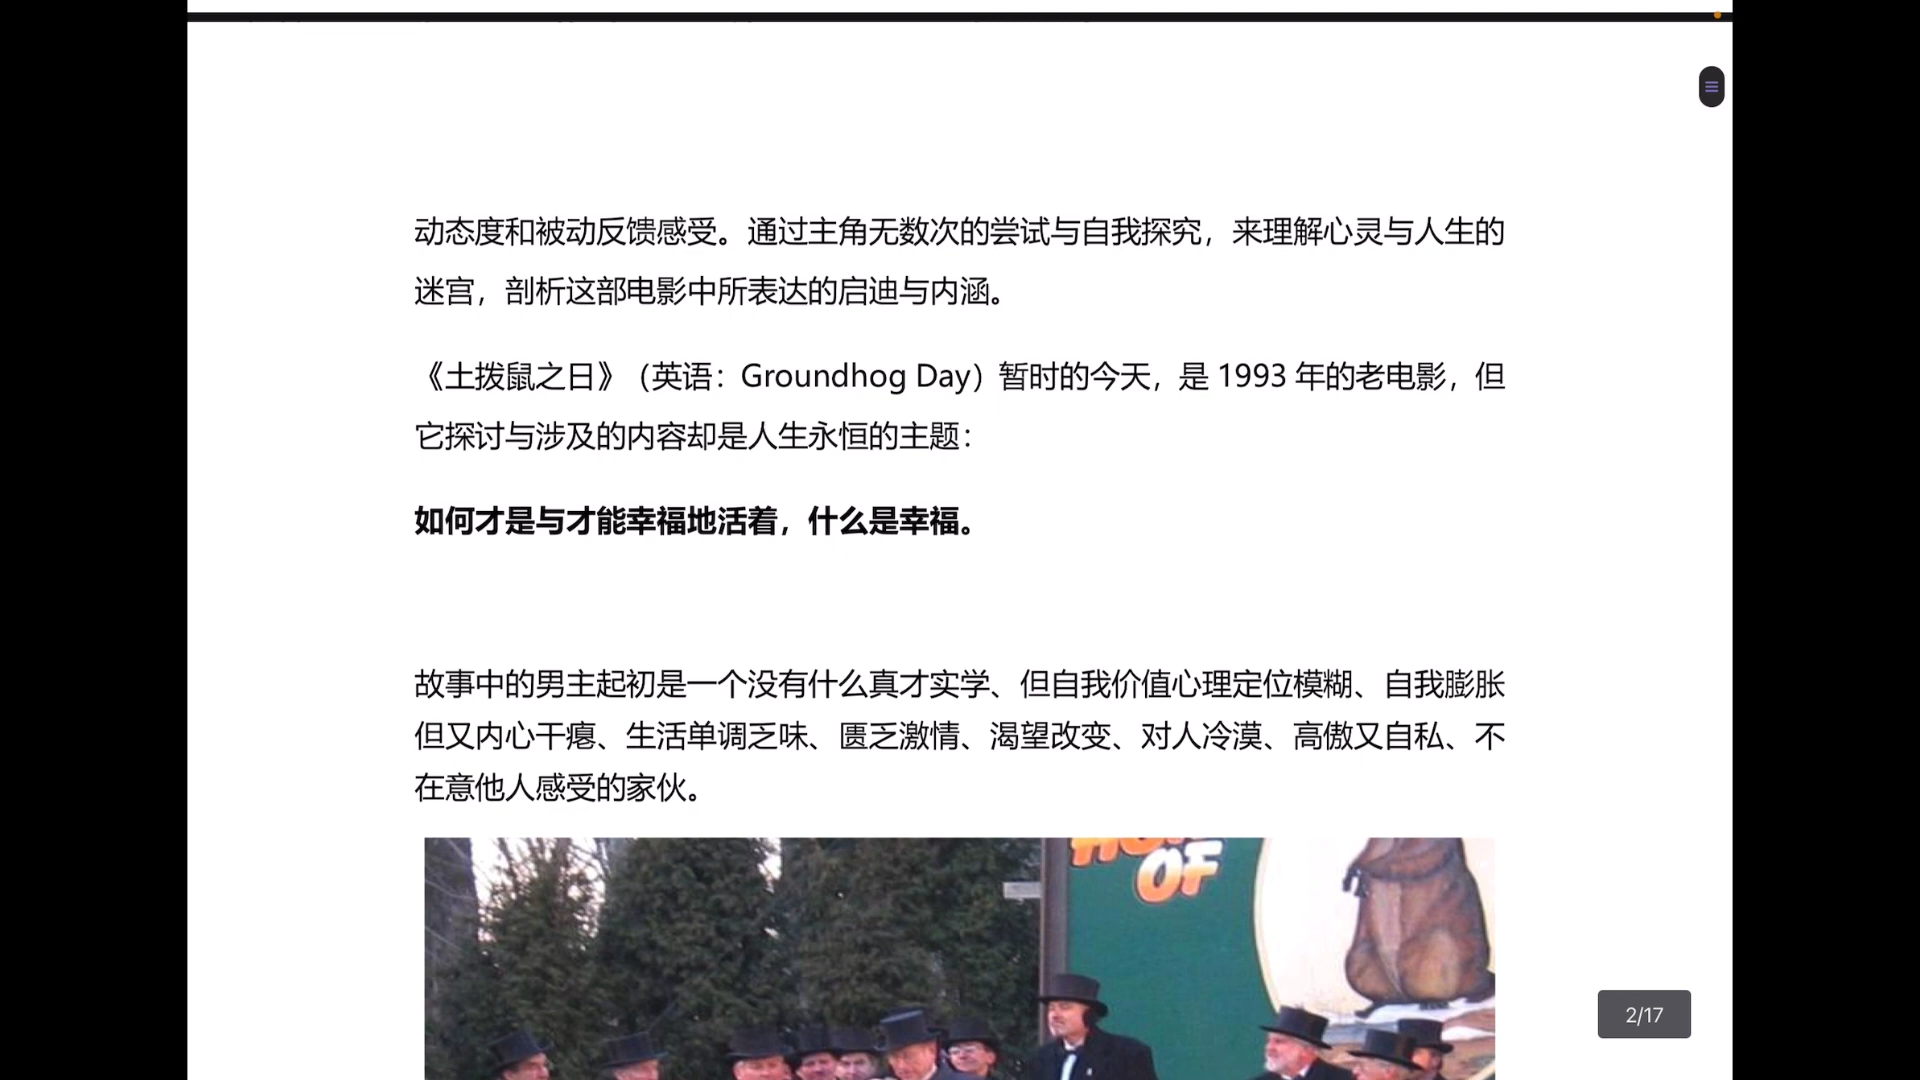 动态度和被动反馈感受。通过主角无数次的尝试与自我探究，来理解心灵与人生的
迷宫，剖析这部电影中所表达的启迪与内涵。
《土拨鼠之日》（英语：Groundhog Day）暂时的今天，是 1993 年的老电影，但
它探讨与涉及的内容却是人生永恒的主题：
如何才是与才能幸福地活着，什么是幸福。
故事中的男主起初是一个没有什么真才实学、但自我价值心理定位模糊、自我膨胀
但又内心干瘪、生活单调乏味、匮乏激情、渴望改变、对人冷漠、高傲又自私、不
在意他人感受的家伙。
OF
2/17